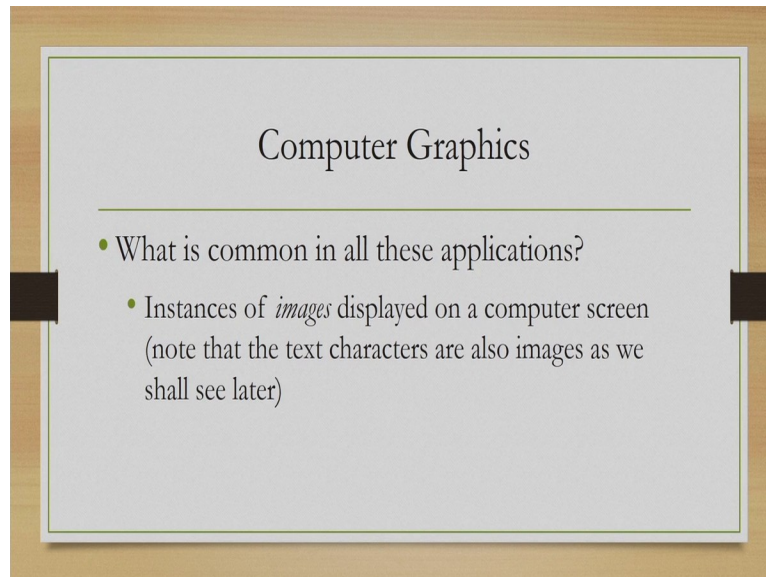 Computer Graphics
• What is common in all these applications?
• Instances of images displayed on a computer screen
(note that the text characters are also images as we
shall see later)